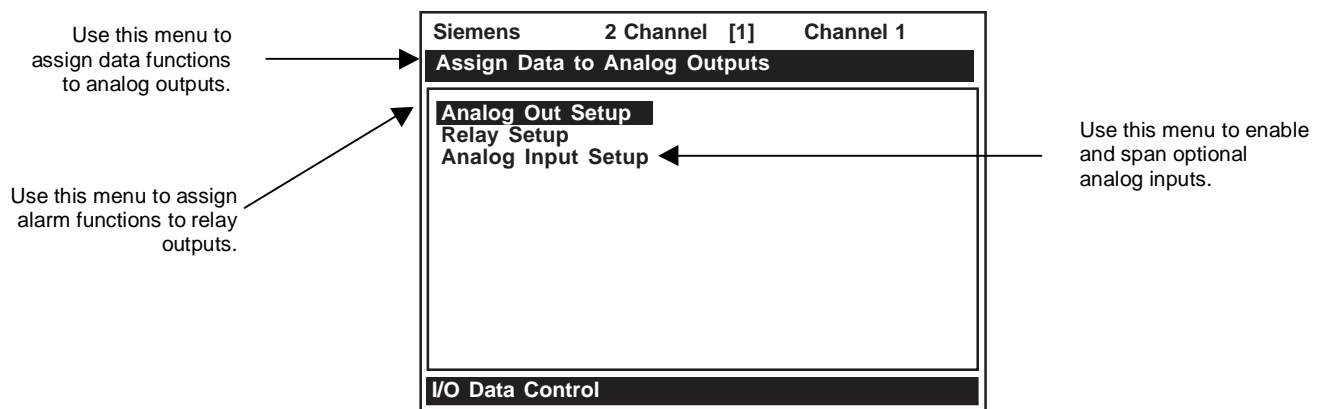 Use this menu to
assign data functions
to analog outputs.
Siemens 2 Channel [1] Channel 1
Assign Data to Analog Outputs
Analog Out Setup
Relay Setup
Analog Input Setup
Use this menu to enable
and span optional
analog inputs.
Use this menu to assign
alarm functions to relay
outputs.
I/O Data Control